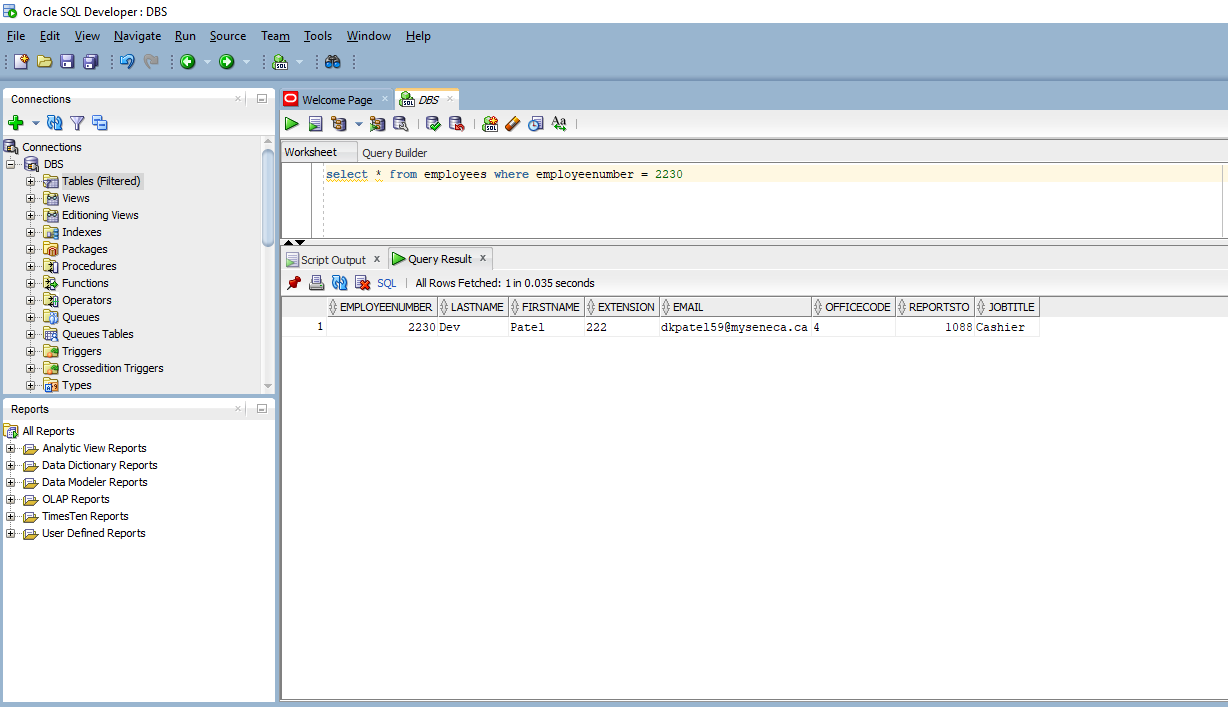 Oracle SQL Developer : DBS
File Edit View Navigate Run Source Team Tools Window Help
Connections
Connections
DBS
Tables (Filtered)
Views
Editioning Views
Indexes
Packages
Procedures
Functions
Operators
Queues
Queues Tables
Triggers
Crossedition Triggers
Types
Reports
All Reports
Analytic View Reports
Data Dictionary Reports
Data Modeler Reports
OLAP Reports
TimesTen Reports
User Defined Reports
Welcome Page DBS
Worksheet Query Builder
select * from employees where employeenumber = 2230
Script Output Query Result
SQL All Rows Fetched: 1 in 0.035 seconds
EMPLOYEENUMBER LASTNAME FIRSTNAME EXTENSION EMAIL OFFICECODE REPORTSTO JOBTITLE
1 2230 Dev Patel 222 dkpatel59@myseneca.ca 4 1088 Cashier